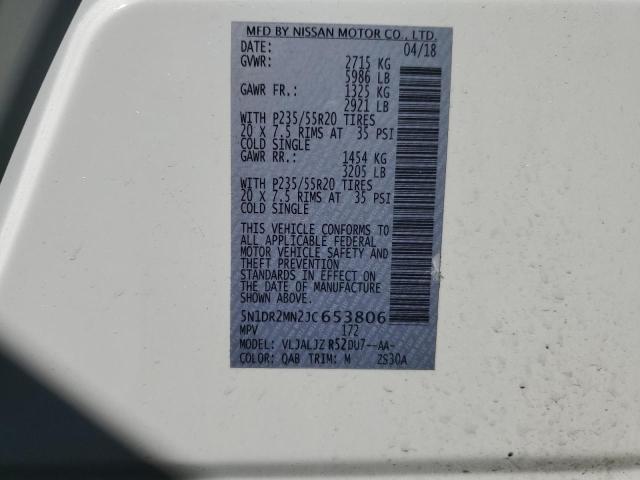 MFD BY NISSAN MOTOR CO., LTD.
DATE: 04/18
GVWR: 2715 KG
5986 LB
GAWR FR.: 1325 KG
2921 LB
WITH P235/55R20 TIRES
20 X 7.5 RIMS AT 35 PSI
COLD SINGLE
GAWR RR.: 1454 KG
3205 LB
WITH P235/55R20 TIRES
20 X 7.5 RIMS AT 35 PSI
COLD SINGLE
THIS VEHICLE CONFORMS TO
ALL APPLICABLE FEDERAL
MOTOR VEHICLE SAFETY AND
THEFT PREVENTION
STANDARDS IN EFFECT ON
THE DATE OF MANUFACTURE
SHOWN ABOVE.
5N1DR2MN2JC653806
MPV 172
MODEL: VLJALJZ R52DU7--AA-
COLOR: QAB TRIM: M 2S30A